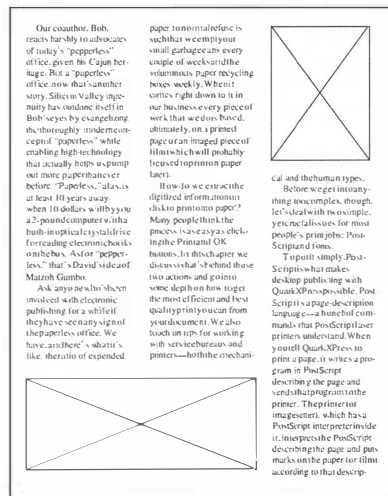 Our coauthor, Bob,
reacts harshly to advocates
of today's "pepperless"
office, given his Cajun her-
itage. But a "paperless"
office, now that's another
story. Silicon Valley inge-
nuity has outdone itself in
Bob's eyes by evangelizing
the thoroughly modern con-
cept of "paperless" while
enabling high-technology
that actually helps us pump
out more paper than ever
before. "Paperless," alas, is
at least 10 years away,
when 10 dollars will buy you
a 2-pound computer with a
built-in optical crystal drive
for reading electronic books
on the bus. As for "pepper-
less," that's David's idea of
Matzoh Gumbo.
Ask anyone who's been
involved with electronic
publishing for a while if
they have seen any sign of
the paperless office. We
have, and here's what it's
like, the ratio of expended
paper to normal refuse is
such that we empty our
small garbage cans every
couple of weeks and the
voluminous paper recycling
boxes weekly. When it
comes right down to it in
our business every piece of
work that we do is based,
ultimately, on a printed
page or an imaged piece of
film (which will probably
be used to print on paper
later).
How do we extract the
digitized information on
disk to print onto paper?
Many people think the
process is as easy as click-
ing the Print and OK
buttons. In this chapter we
discuss what's behind those
two actions and go into
some depth on how to get
the most efficient and best
quality print you can from
your document. We also
touch on tips for working
with service bureaus and
printers—both the mechani-
cal and the human types.
Before we get into any-
thing too complex, though,
let's deal with two simple,
yet crucial issues for most
people's print jobs: Post-
Script and fonts.
To put it simply, Post-
Script is what makes
desktop publishing with
QuarkXPress possible. Post-
Script is a page-description
language—a bunch of com-
mands that PostScript laser
printers understand. When
you tell QuarkXPress to
print a page, it writes a pro-
gram in PostScript
describing the page and
sends that program to the
printer. The printer (or
imagesetter), which has a
PostScript interpreter inside
it, interprets the PostScript
describing the page and puts
marks on the paper (or film)
according to that descrip-